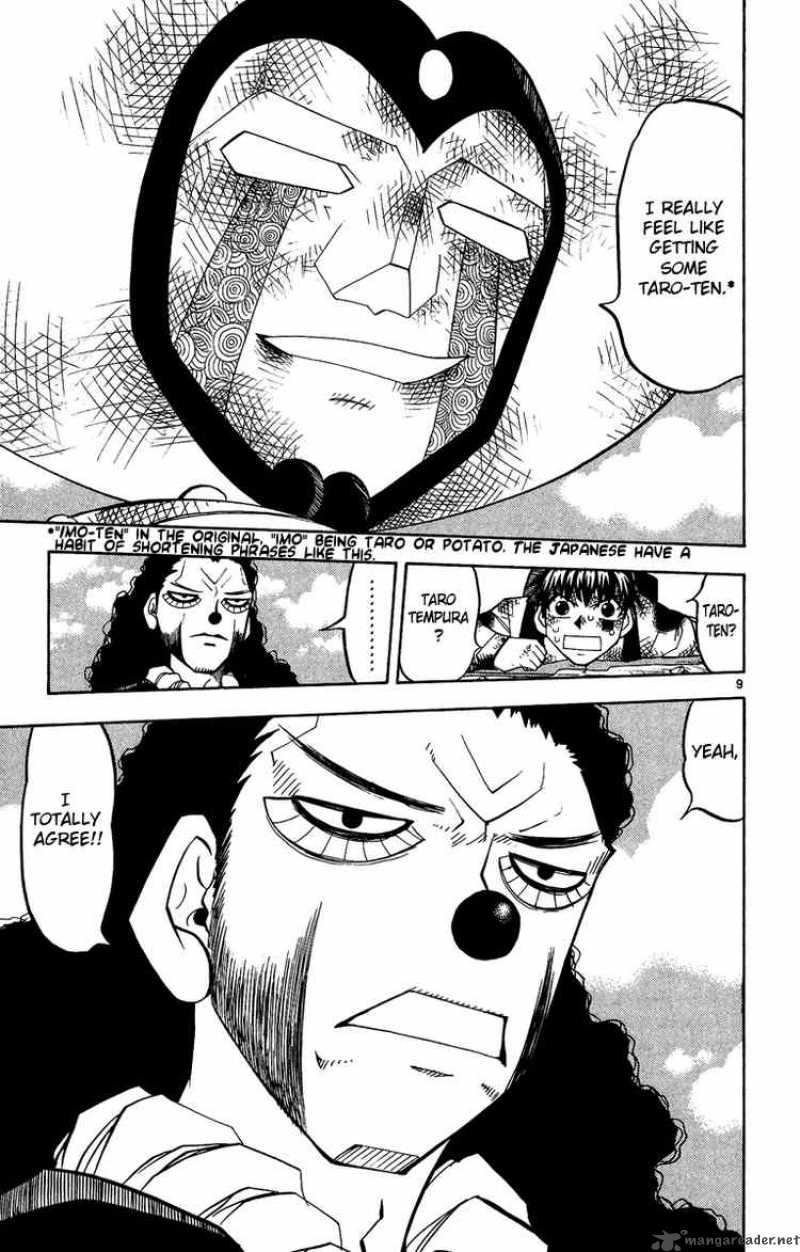 I REALLY
FEEL LIKE
GETTING
SOME
TARO-TEN.*
*"IMO-TEN" IN THE ORIGINAL. "IMO" BEING TARO OR POTATO. THE JAPANESE HAVE A
HABIT OF SHORTENING PHRASES LIKE THIS.
TARO-
TEN?
TARO
TEMPURA
?
.........
9
YEAH,
I
TOTALLY
AGREE!!
mangareader.net